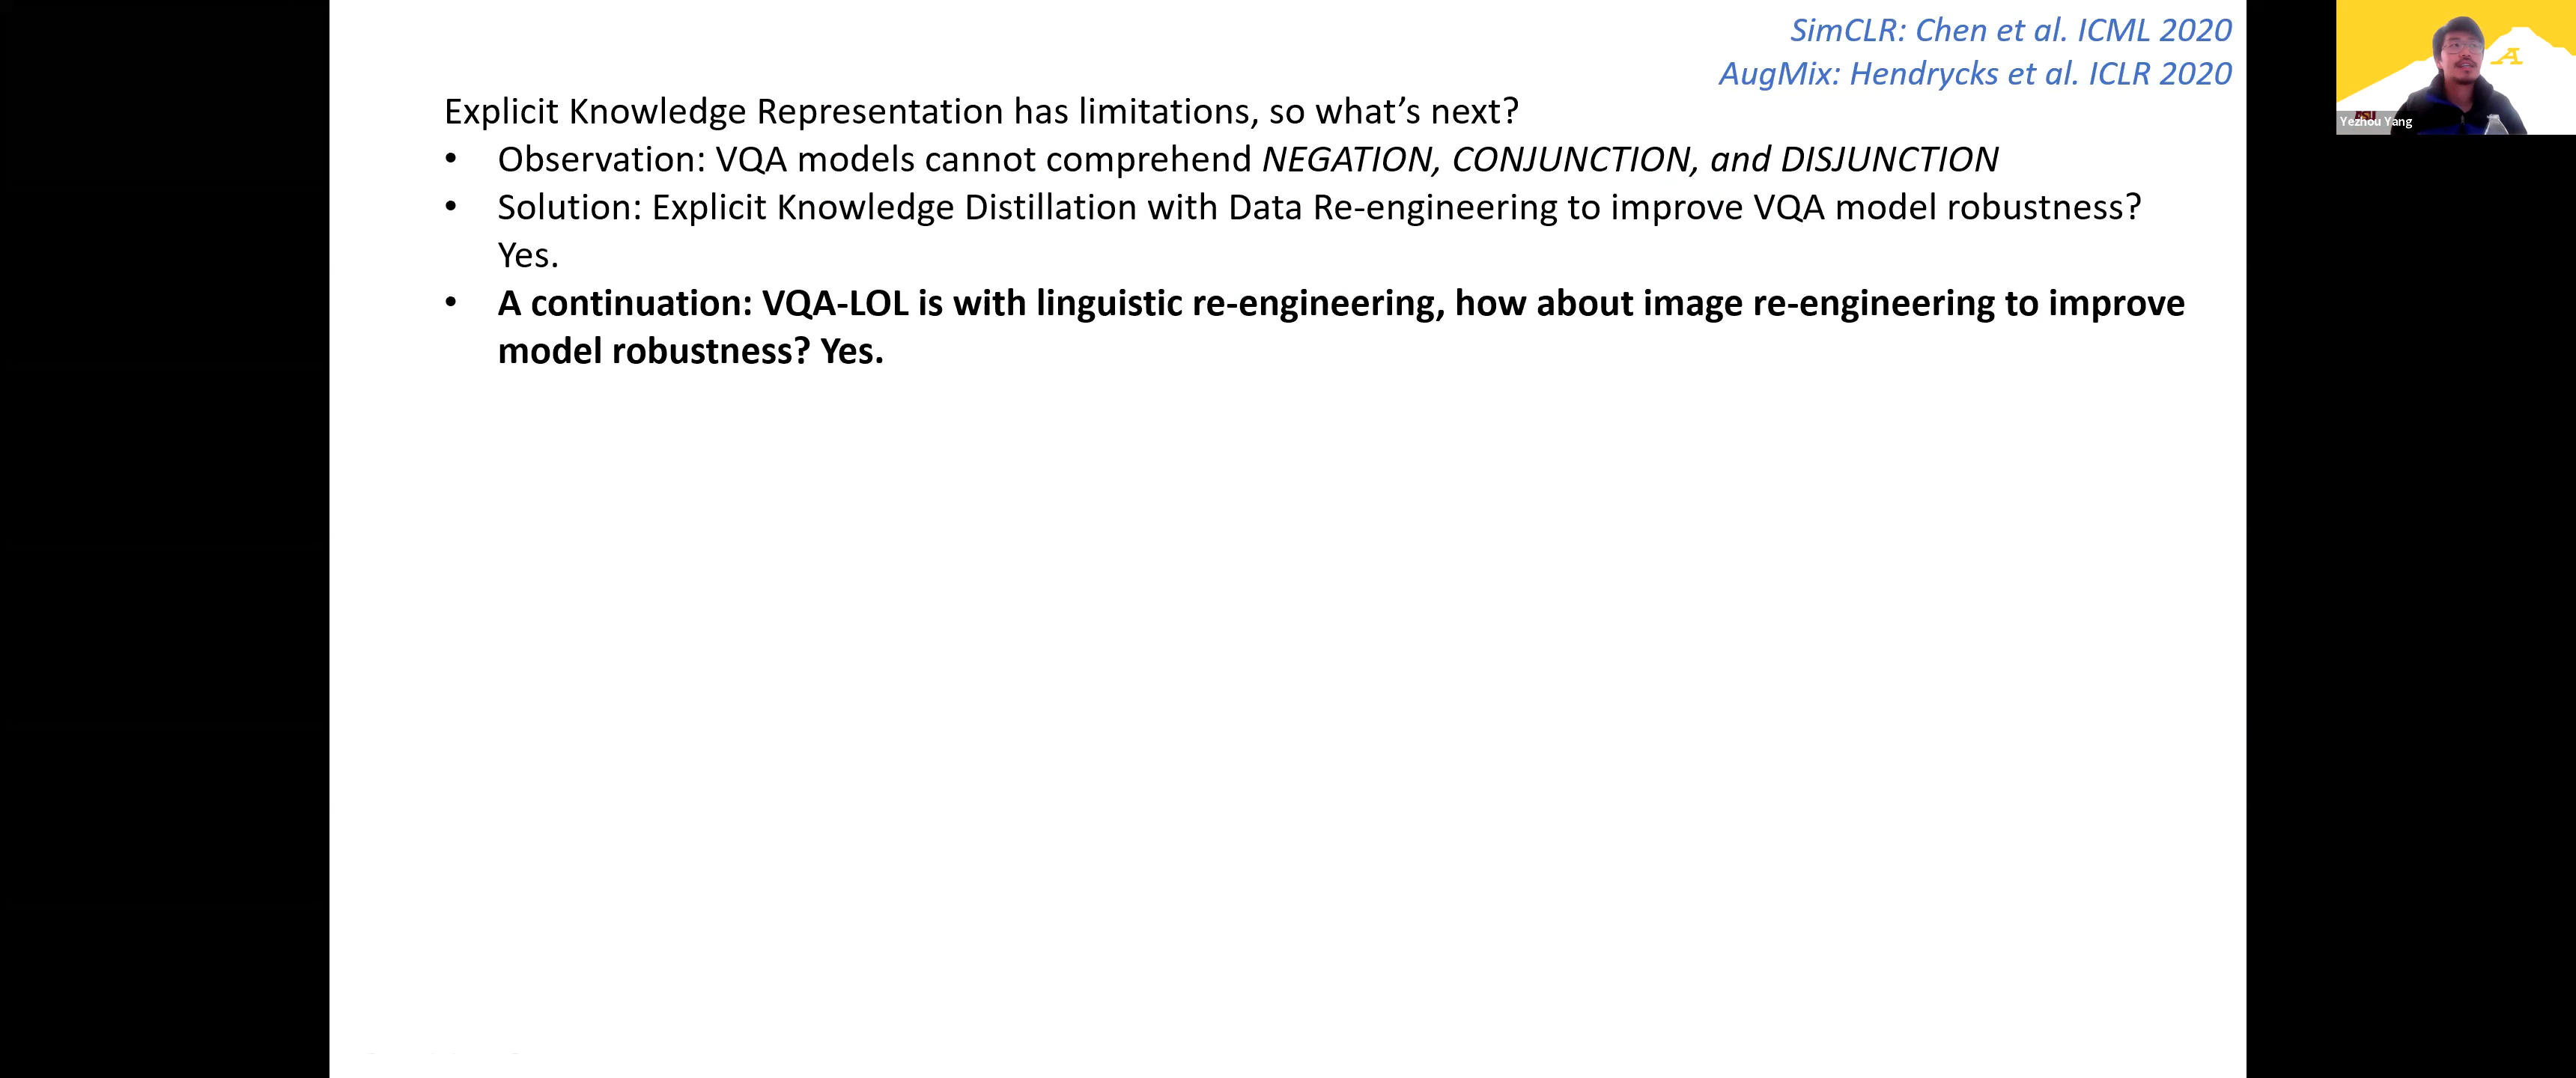 SimCLR: Chen et al. ICML 2020
AugMix: Hendrycks et al. ICLR 2020
Explicit Knowledge Representation has limitations, so what’s next?
• Observation: VQA models cannot comprehend NEGATION, CONJUNCTION, and DISJUNCTION
• Solution: Explicit Knowledge Distillation with Data Re-engineering to improve VQA model robustness?
Yes.
• A continuation: VQA-LOL is with linguistic re-engineering, how about image re-engineering to improve
model robustness? Yes.
A
Yezhou Yang